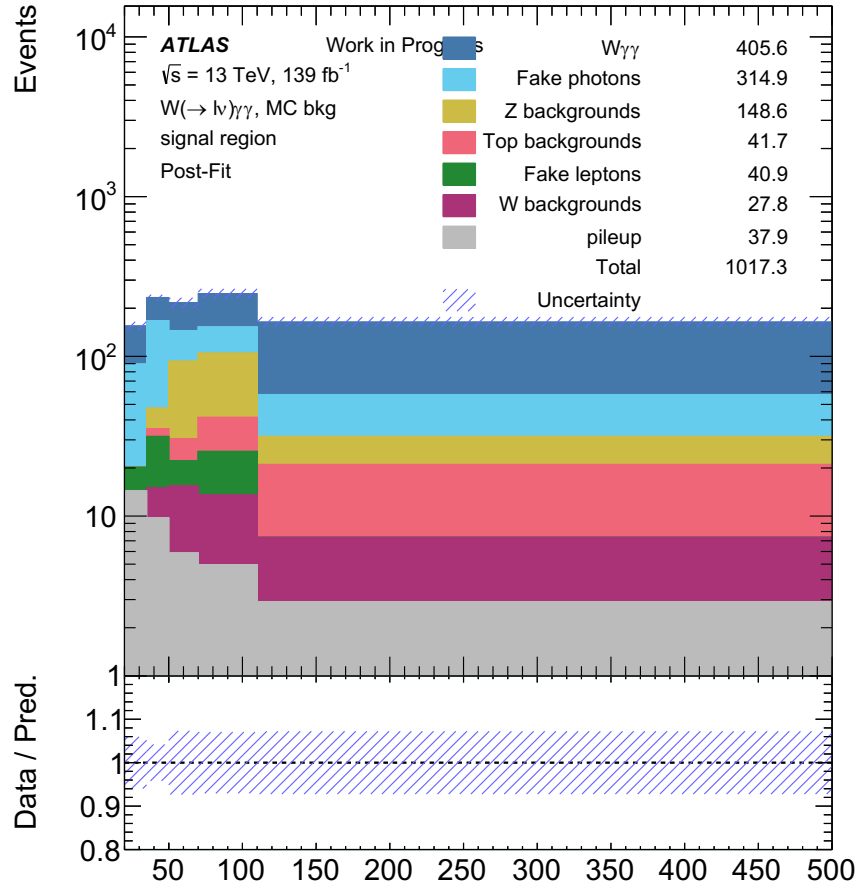 Events
10⁴
10³
10²
10
1
ATLAS Work in Progress
√s = 13 TeV, 139 fb⁻¹
W(→ lν)γγ, MC bkg
signal region
Post-Fit
Wγγ 405.6
Fake photons 314.9
Z backgrounds 148.6
Top backgrounds 41.7
Fake leptons 40.9
W backgrounds 27.8
pileup 37.9
Total 1017.3
Uncertainty
Data / Pred.
1.1
1
0.9
0.8
50 100 150 200 250 300 350 400 450 500